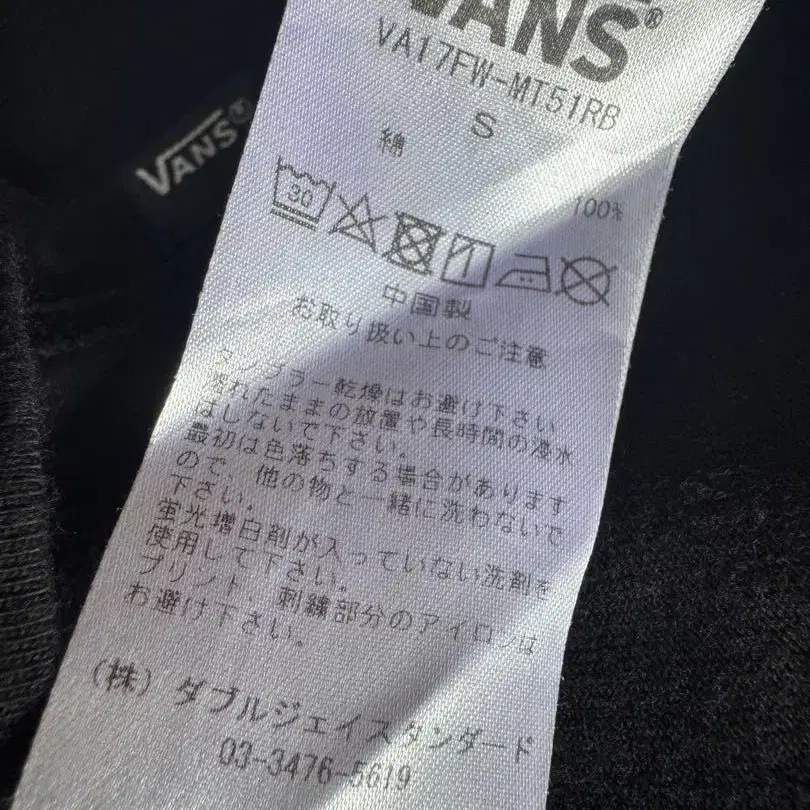 VANS®
VA17FW-MT51RB
S
綿 100%
30
中国製
お取り扱い上のご注意
タンブラー乾燥はお避け下さい
濡れたままの放置や長時間の浸水
はしないで下さい。
最初は色落ちする場合があります
ので、他の物と一緒に洗わないで
下さい。
蛍光増白剤が入っていない洗剤を
使用して下さい。
プリント、刺繍部分のアイロンは
お避け下さい。
(株) ダブルジェイスタンダード
03-3476-5619
VANS®